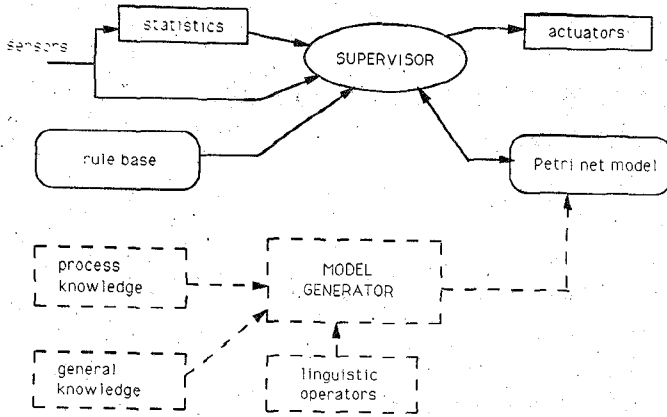 statistics
sensors
SUPERVISOR
actuators
rule base
Petri net model
process
knowledge
MODEL
GENERATOR
general
knowledge
linguistic
operators